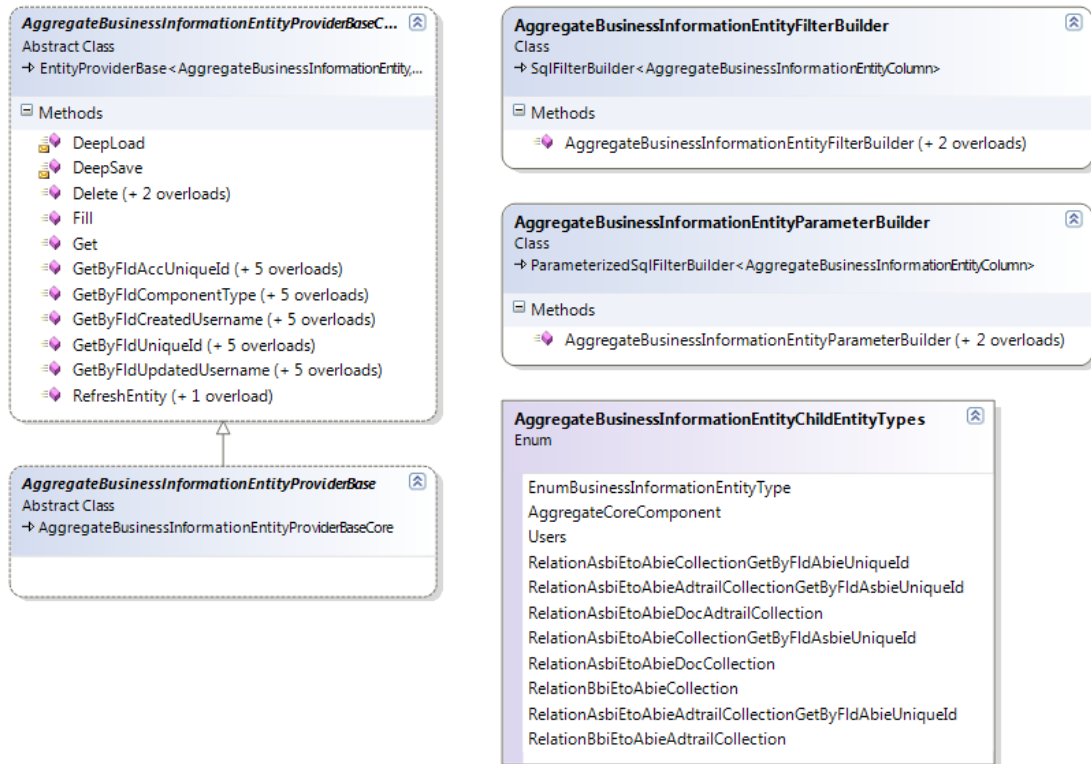 AggregateBusinessInformationEntityProviderBaseC...
Abstract Class
EntityProviderBase<AggregateBusinessInformationEntity,...
Methods
DeepLoad
DeepSave
Delete (+ 2 overloads)
Fill
Get
GetByFldAccUniqueId (+ 5 overloads)
GetByFldComponentType (+ 5 overloads)
GetByFldCreatedUsername (+ 5 overloads)
GetByFldUniqueId (+ 5 overloads)
GetByFldUpdatedUsername (+ 5 overloads)
RefreshEntity (+ 1 overload)
AggregateBusinessInformationEntityProviderBase
Abstract Class
AggregateBusinessInformationEntityProviderBaseCore
AggregateBusinessInformationEntityFilterBuilder
Class
SqlFilterBuilder<AggregateBusinessInformationEntityColumn>
Methods
AggregateBusinessInformationEntityFilterBuilder (+ 2 overloads)
AggregateBusinessInformationEntityParameterBuilder
Class
ParameterizedSqlFilterBuilder<AggregateBusinessInformationEntityColumn>
Methods
AggregateBusinessInformationEntityParameterBuilder (+ 2 overloads)
AggregateBusinessInformationEntityChildEntityTypes
Enum
EnumBusinessInformationEntityType
AggregateCoreComponent
Users
RelationAsbiEtoAbieCollectionGetByFldAbieUniqueId
RelationAsbiEtoAbieAdtrailCollectionGetByFldAsbieUniqueId
RelationAsbiEtoAbieDocAdtrailCollection
RelationAsbiEtoAbieCollectionGetByFldAsbieUniqueId
RelationAsbiEtoAbieDocCollection
RelationBbiEtoAbieCollection
RelationAsbiEtoAbieAdtrailCollectionGetByFldAbieUniqueId
RelationBbiEtoAbieAdtrailCollection